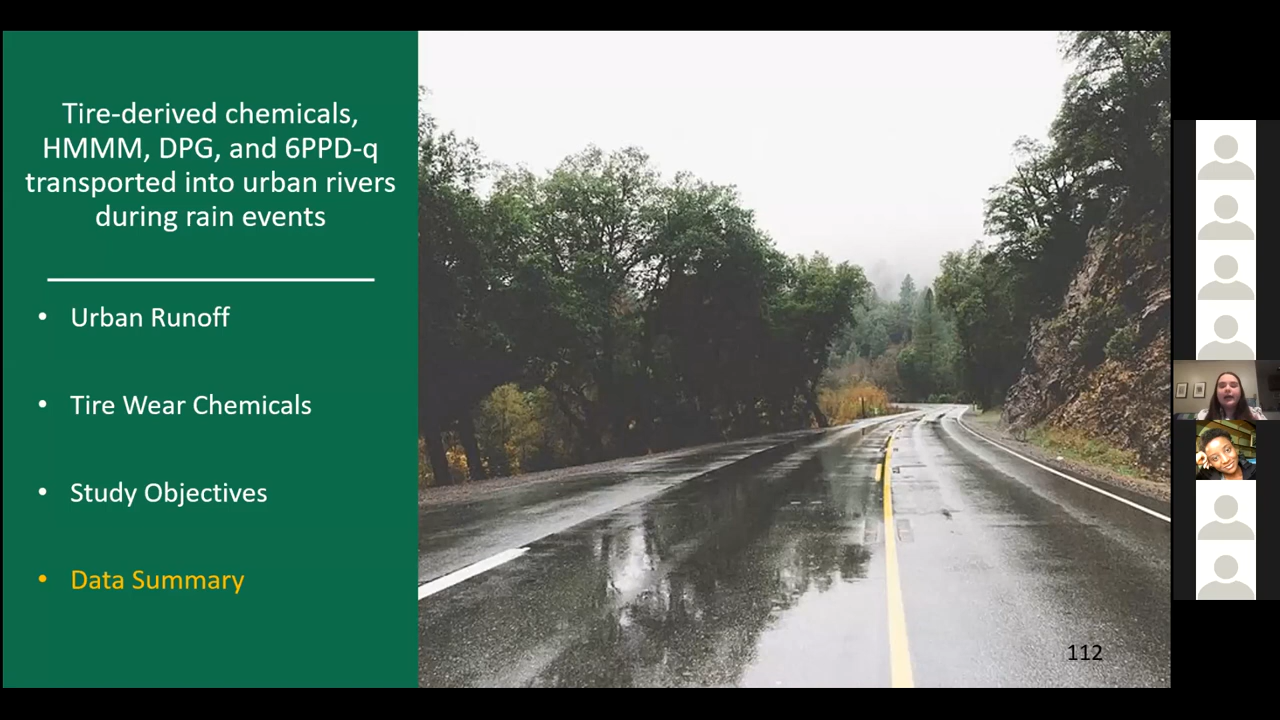 Tire-derived chemicals,
HMMM, DPG, and 6PPD-q
transported into urban rivers
during rain events
• Urban Runoff
• Tire Wear Chemicals
• Study Objectives
• Data Summary
112